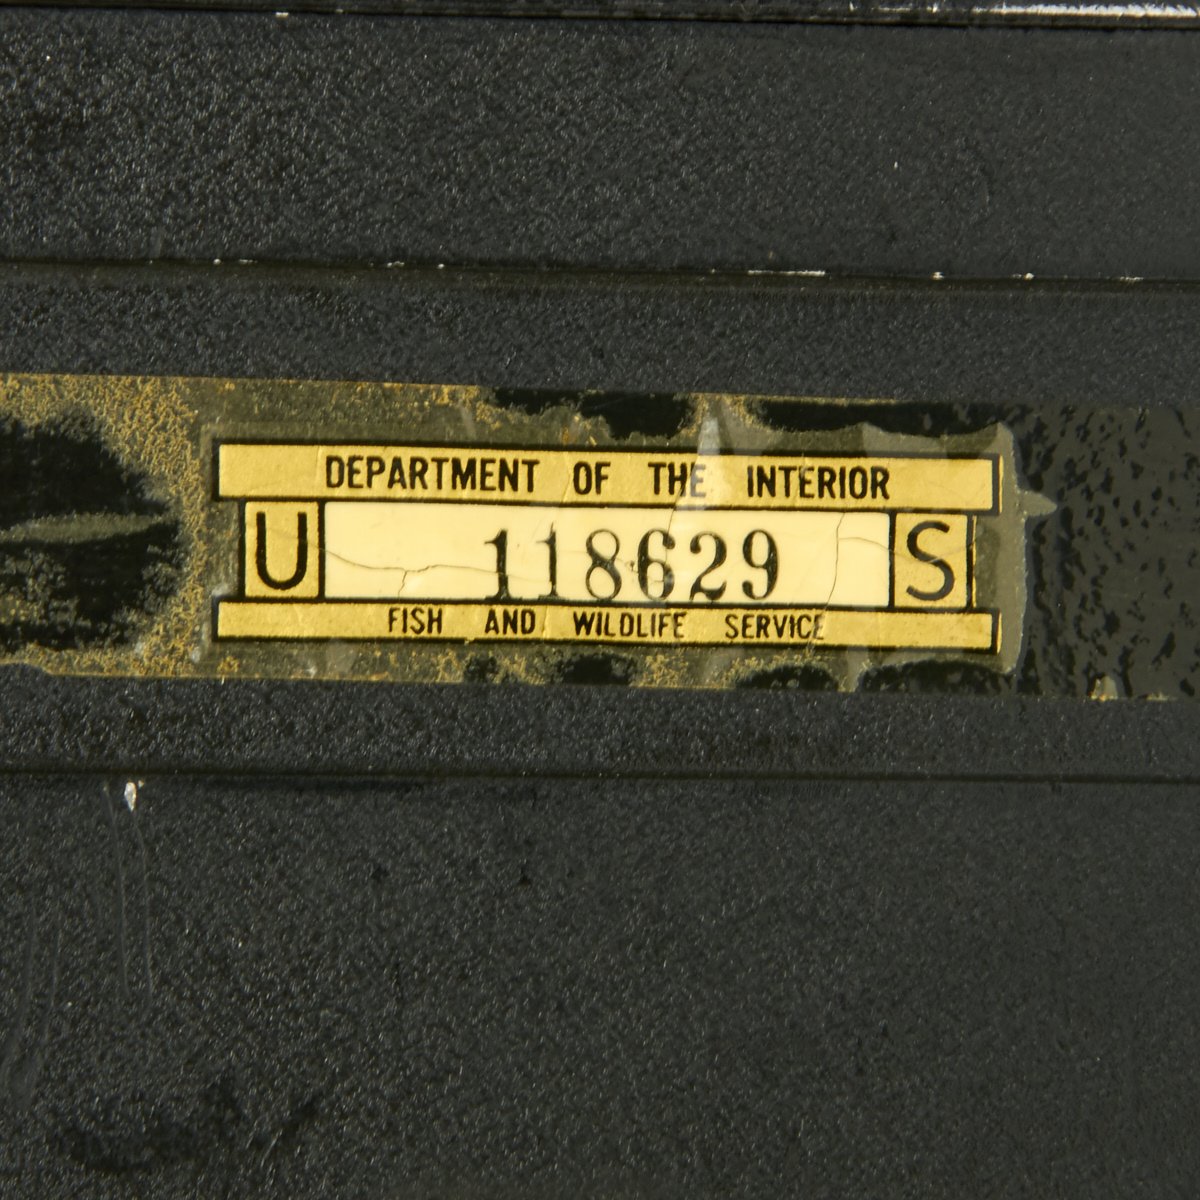 DEPARTMENT OF THE INTERIOR
U 118629 S
FISH AND WILDLIFE SERVICE